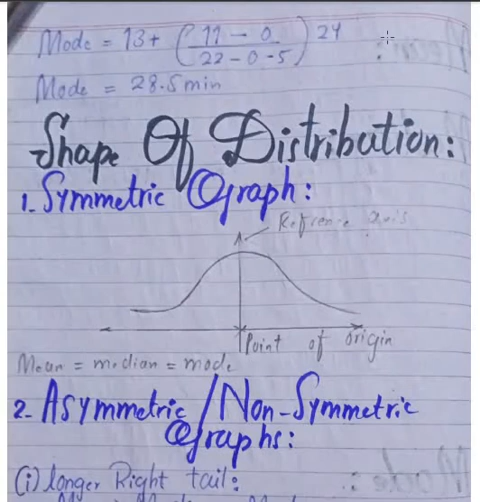 Mode = 13 + (11 - 0 / 22 - 0 - 5) 24
Mode = 28.5 min
Shape Of Distribution:
1. Symmetric Graph:
Refrence axis
Point of origin
Mean = median = mode
2. Asymmetric / Non-Symmetric
Graphs:
(i) longer Right tail: